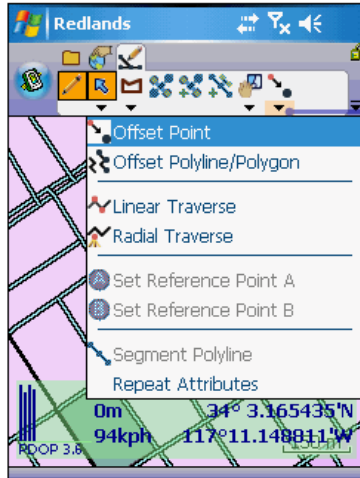 Redlands
Offset Point
Offset Polyline/Polygon
Linear Traverse
Radial Traverse
Set Reference Point A
Set Reference Point B
Segment Polyline
Repeat Attributes
0m 34° 3.165435'N
94kph 117°11.148811'W
PDOP 3.6